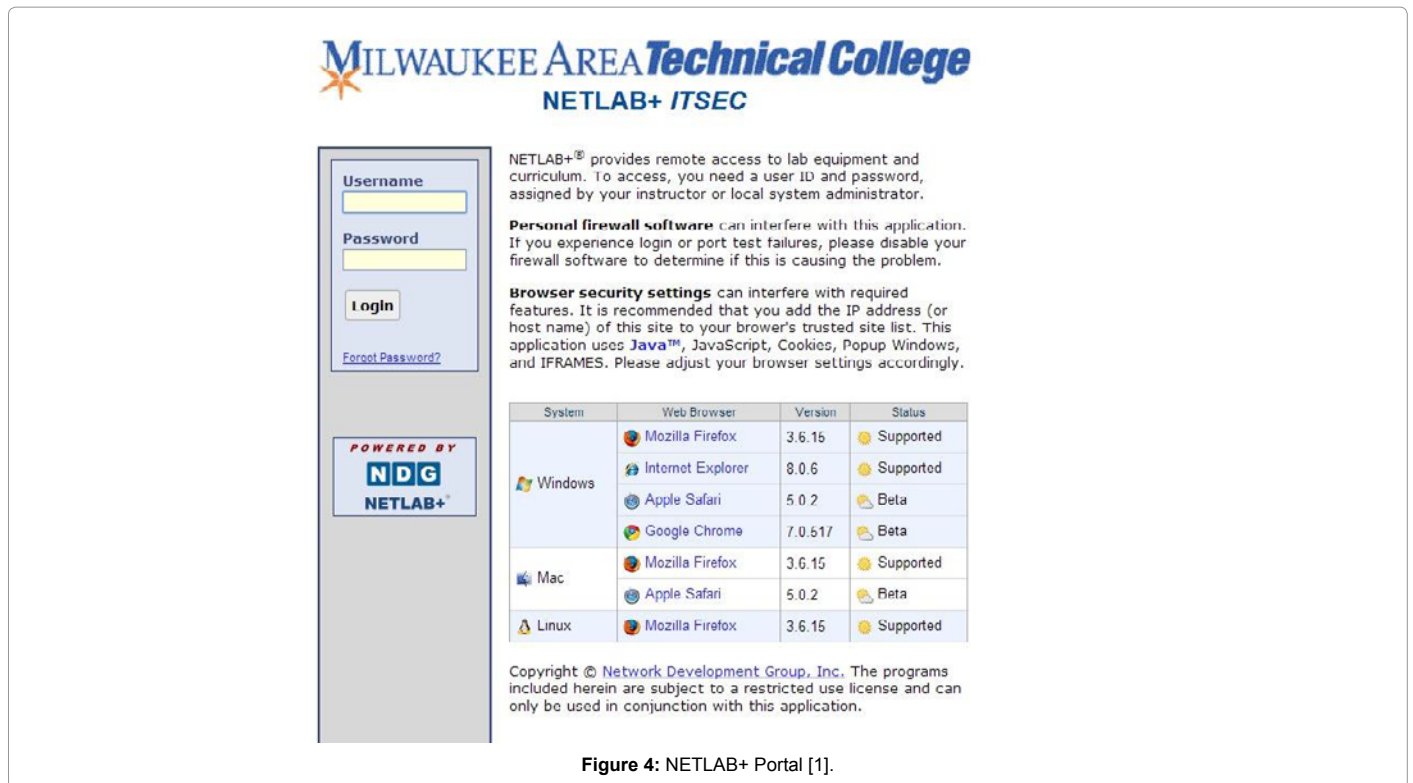 MILWAUKEE AREA Technical College
NETLAB+ ITSEC
Username
Password
Login
Forgot Password?
POWERED BY
NDG
NETLAB+®
NETLAB+® provides remote access to lab equipment and
curriculum. To access, you need a user ID and password,
assigned by your instructor or local system administrator.
Personal firewall software can interfere with this application.
If you experience login or port test failures, please disable your
firewall software to determine if this is causing the problem.
Browser security settings can interfere with required
features. It is recommended that you add the IP address (or
host name) of this site to your brower's trusted site list. This
application uses Java™, JavaScript, Cookies, Popup Windows,
and IFRAMES. Please adjust your browser settings accordingly.
System Web Browser Version Status
Windows
Mozilla Firefox 3.6.15 Supported
Internet Explorer 8.0.6 Supported
Apple Safari 5.0.2 Beta
Google Chrome 7.0.517 Beta
Mac
Mozilla Firefox 3.6.15 Supported
Apple Safari 5.0.2 Beta
Linux Mozilla Firefox 3.6.15 Supported
Copyright © Network Development Group, Inc. The programs
included herein are subject to a restricted use license and can
only be used in conjunction with this application.
Figure 4: NETLAB+ Portal [1].